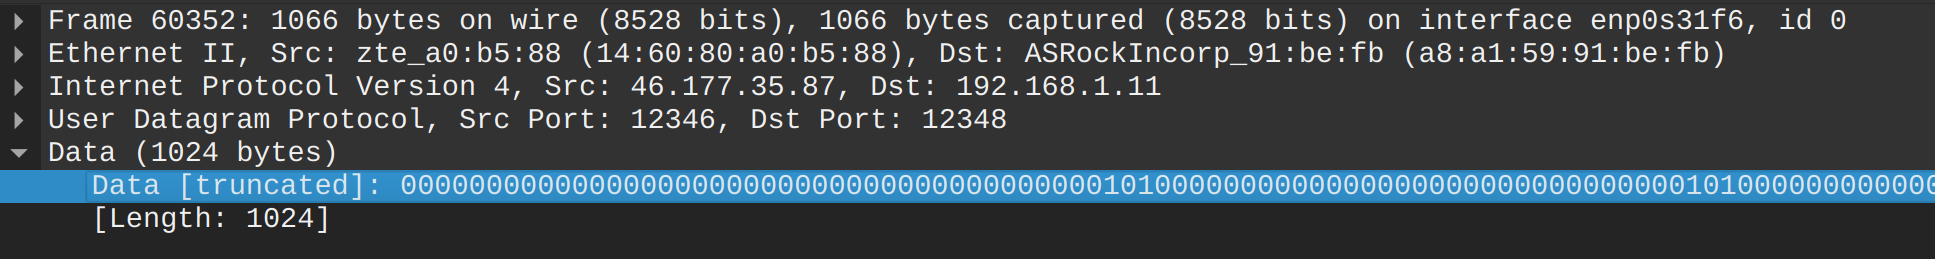 Frame 60352: 1066 bytes on wire (8528 bits), 1066 bytes captured (8528 bits) on interface enp0s31f6, id 0
Ethernet II, Src: zte_a0:b5:88 (14:60:80:a0:b5:88), Dst: ASRockIncorp_91:be:fb (a8:a1:59:91:be:fb)
Internet Protocol Version 4, Src: 46.177.35.87, Dst: 192.168.1.11
User Datagram Protocol, Src Port: 12346, Dst Port: 12348
Data (1024 bytes)
Data [truncated]: 000000000000000000000000000000000000000001010000000000000000000000000000000101000000000000
[Length: 1024]